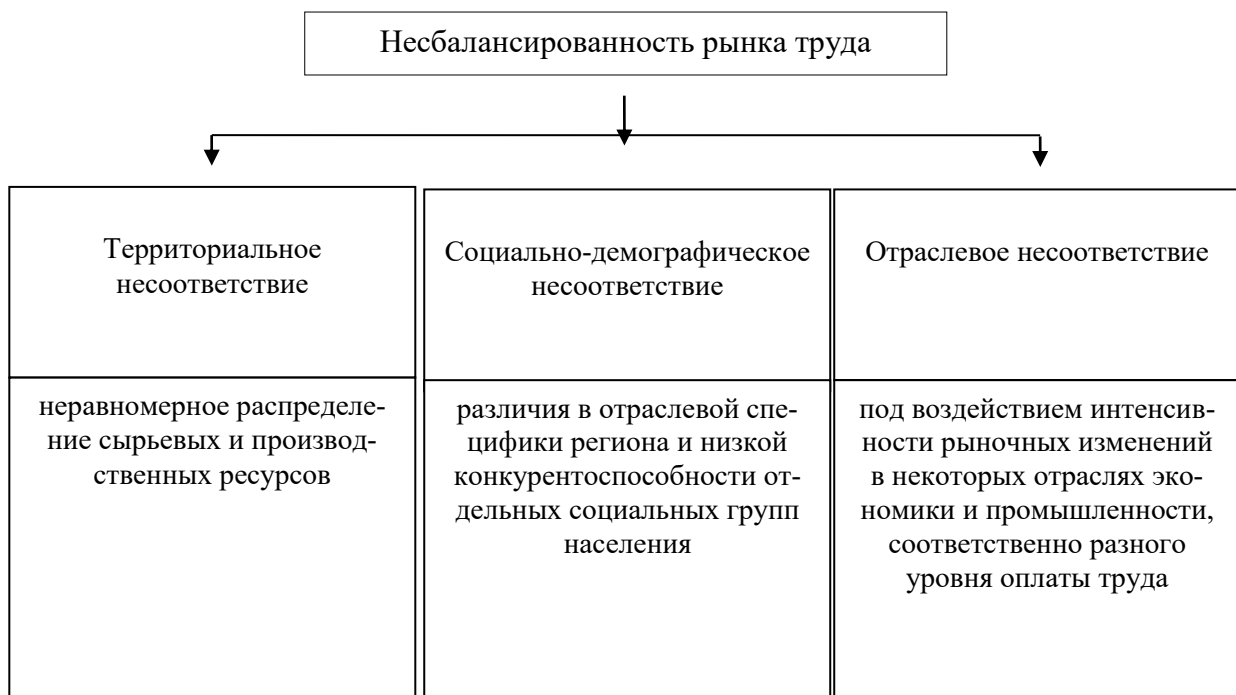 Несбалансированность рынка труда
Территориальное
несоответствие
Социально-демографическое
несоответствие
Отраслевое несоответствие
неравномерное распределе-
ние сырьевых и производ-
ственных ресурсов
различия в отраслевой спе-
цифики региона и низкой
конкурентоспособности от-
дельных социальных групп
населения
под воздействием интенсив-
ности рыночных изменений
в некоторых отраслях эко-
номики и промышленности,
соответственно разного
уровня оплаты труда